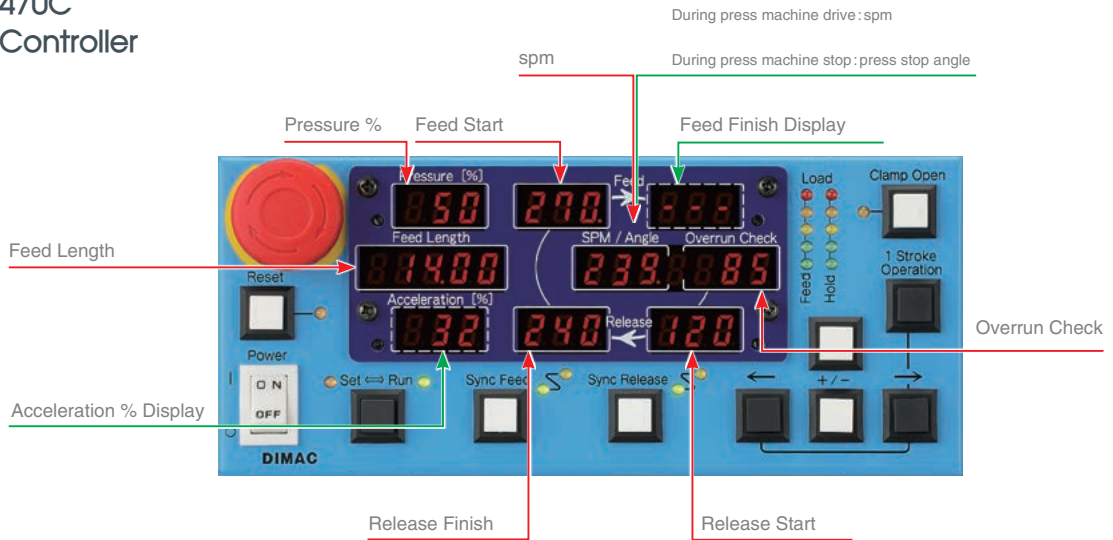 470C
Controller
During press machine drive:spm
spm
During press machine stop:press stop angle
Pressure %
Feed Start
Feed Finish Display
Pressure [%]
Feed
Load
Clamp Open
50
270.
---
Feed Length
SPM / Angle
Overrun Check
1 Stroke
Operation
Feed Length
14.00
239.
85
Feed
Hold
Reset
Acceleration [%]
32
240
Release
120
Overrun Check
Power
I
ON
OFF
O
Set ⇔ Run
Sync Feed
Sync Release
←
+/-
→
Acceleration % Display
DIMAC
Release Finish
Release Start